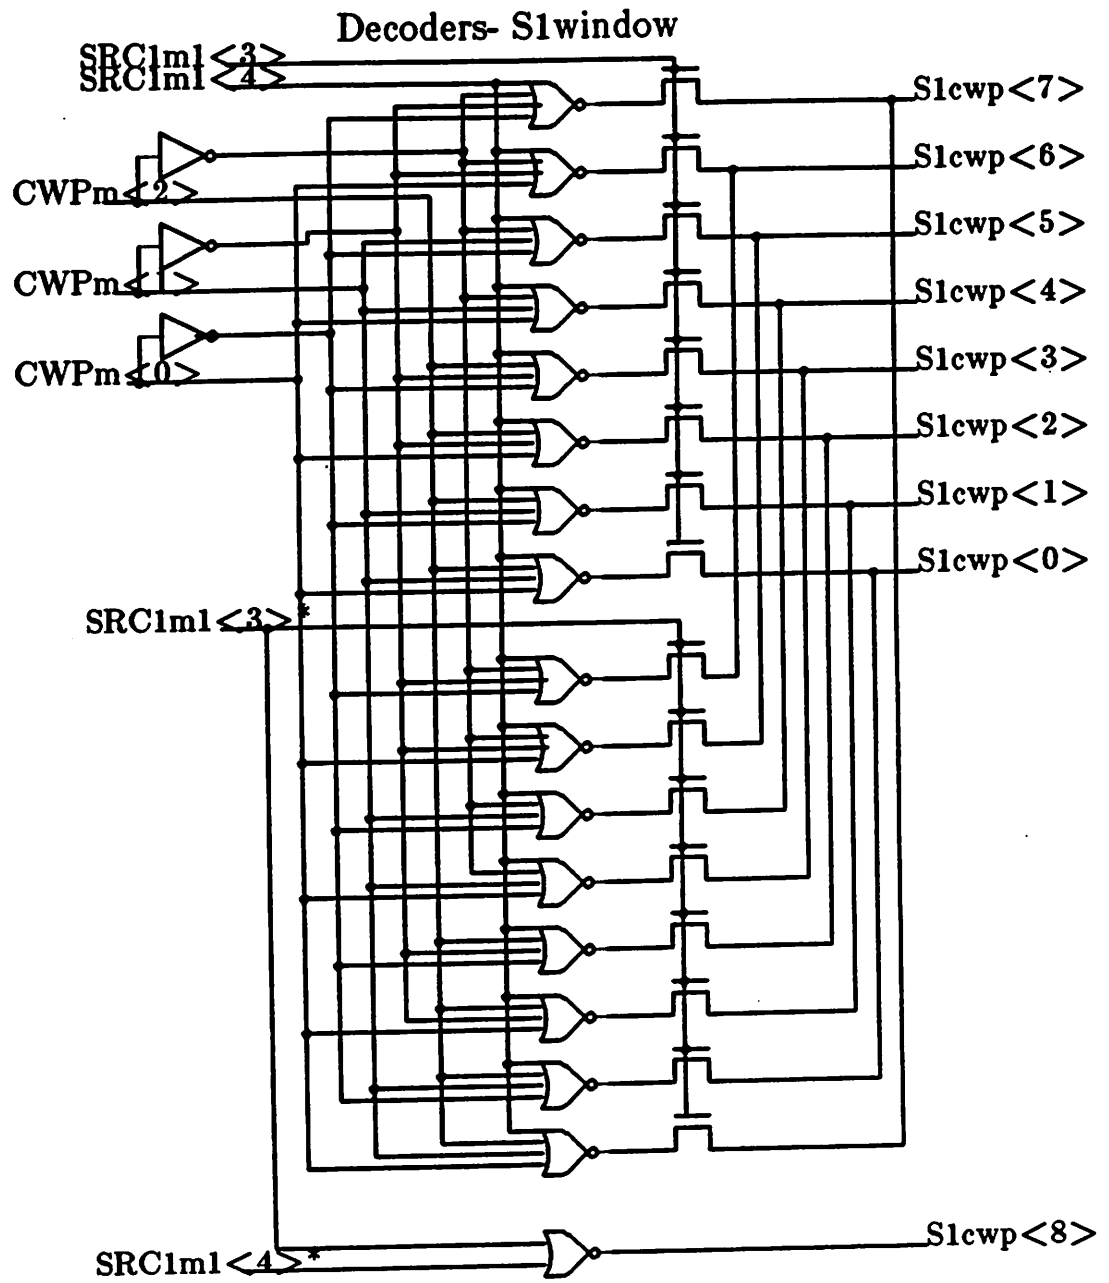 Decoders- S1window
SRC1m1<3>
SRC1m1<4>
S1cwp<7>
S1cwp<6>
CWPm<2>
S1cwp<5>
CWPm<1>
S1cwp<4>
S1cwp<3>
CWPm<0>
S1cwp<2>
S1cwp<1>
S1cwp<0>
SRC1m1<3>*
S1cwp<8>
SRC1m1<4>*